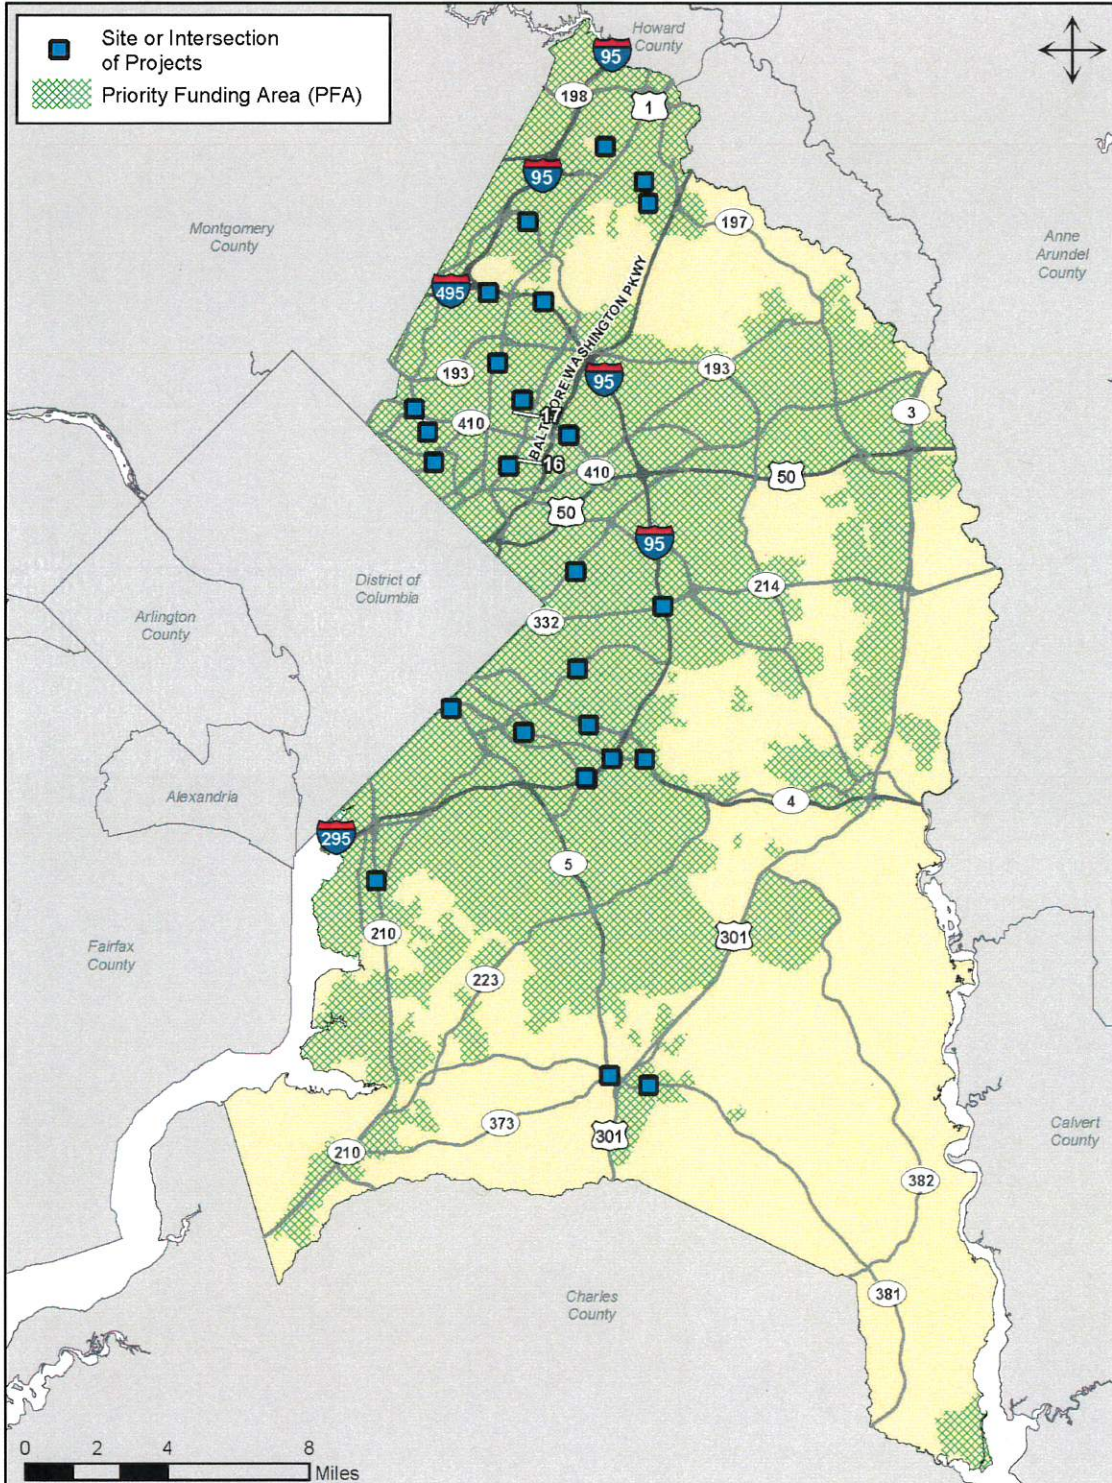 Site or Intersection
of Projects
Priority Funding Area (PFA)
Howard
County
95
198
1
95
Montgomery
County
197
Anne
Arundel
County
495
BALTIMORE WASHINGTON PKWY
193
95
193
3
17
410
16
410
50
50
95
District of
Columbia
214
Arlington
County
332
Alexandria
4
295
5
Fairfax
County
210
301
223
373
301
210
Calvert
County
382
381
Charles
County
0 2 4 8
Miles